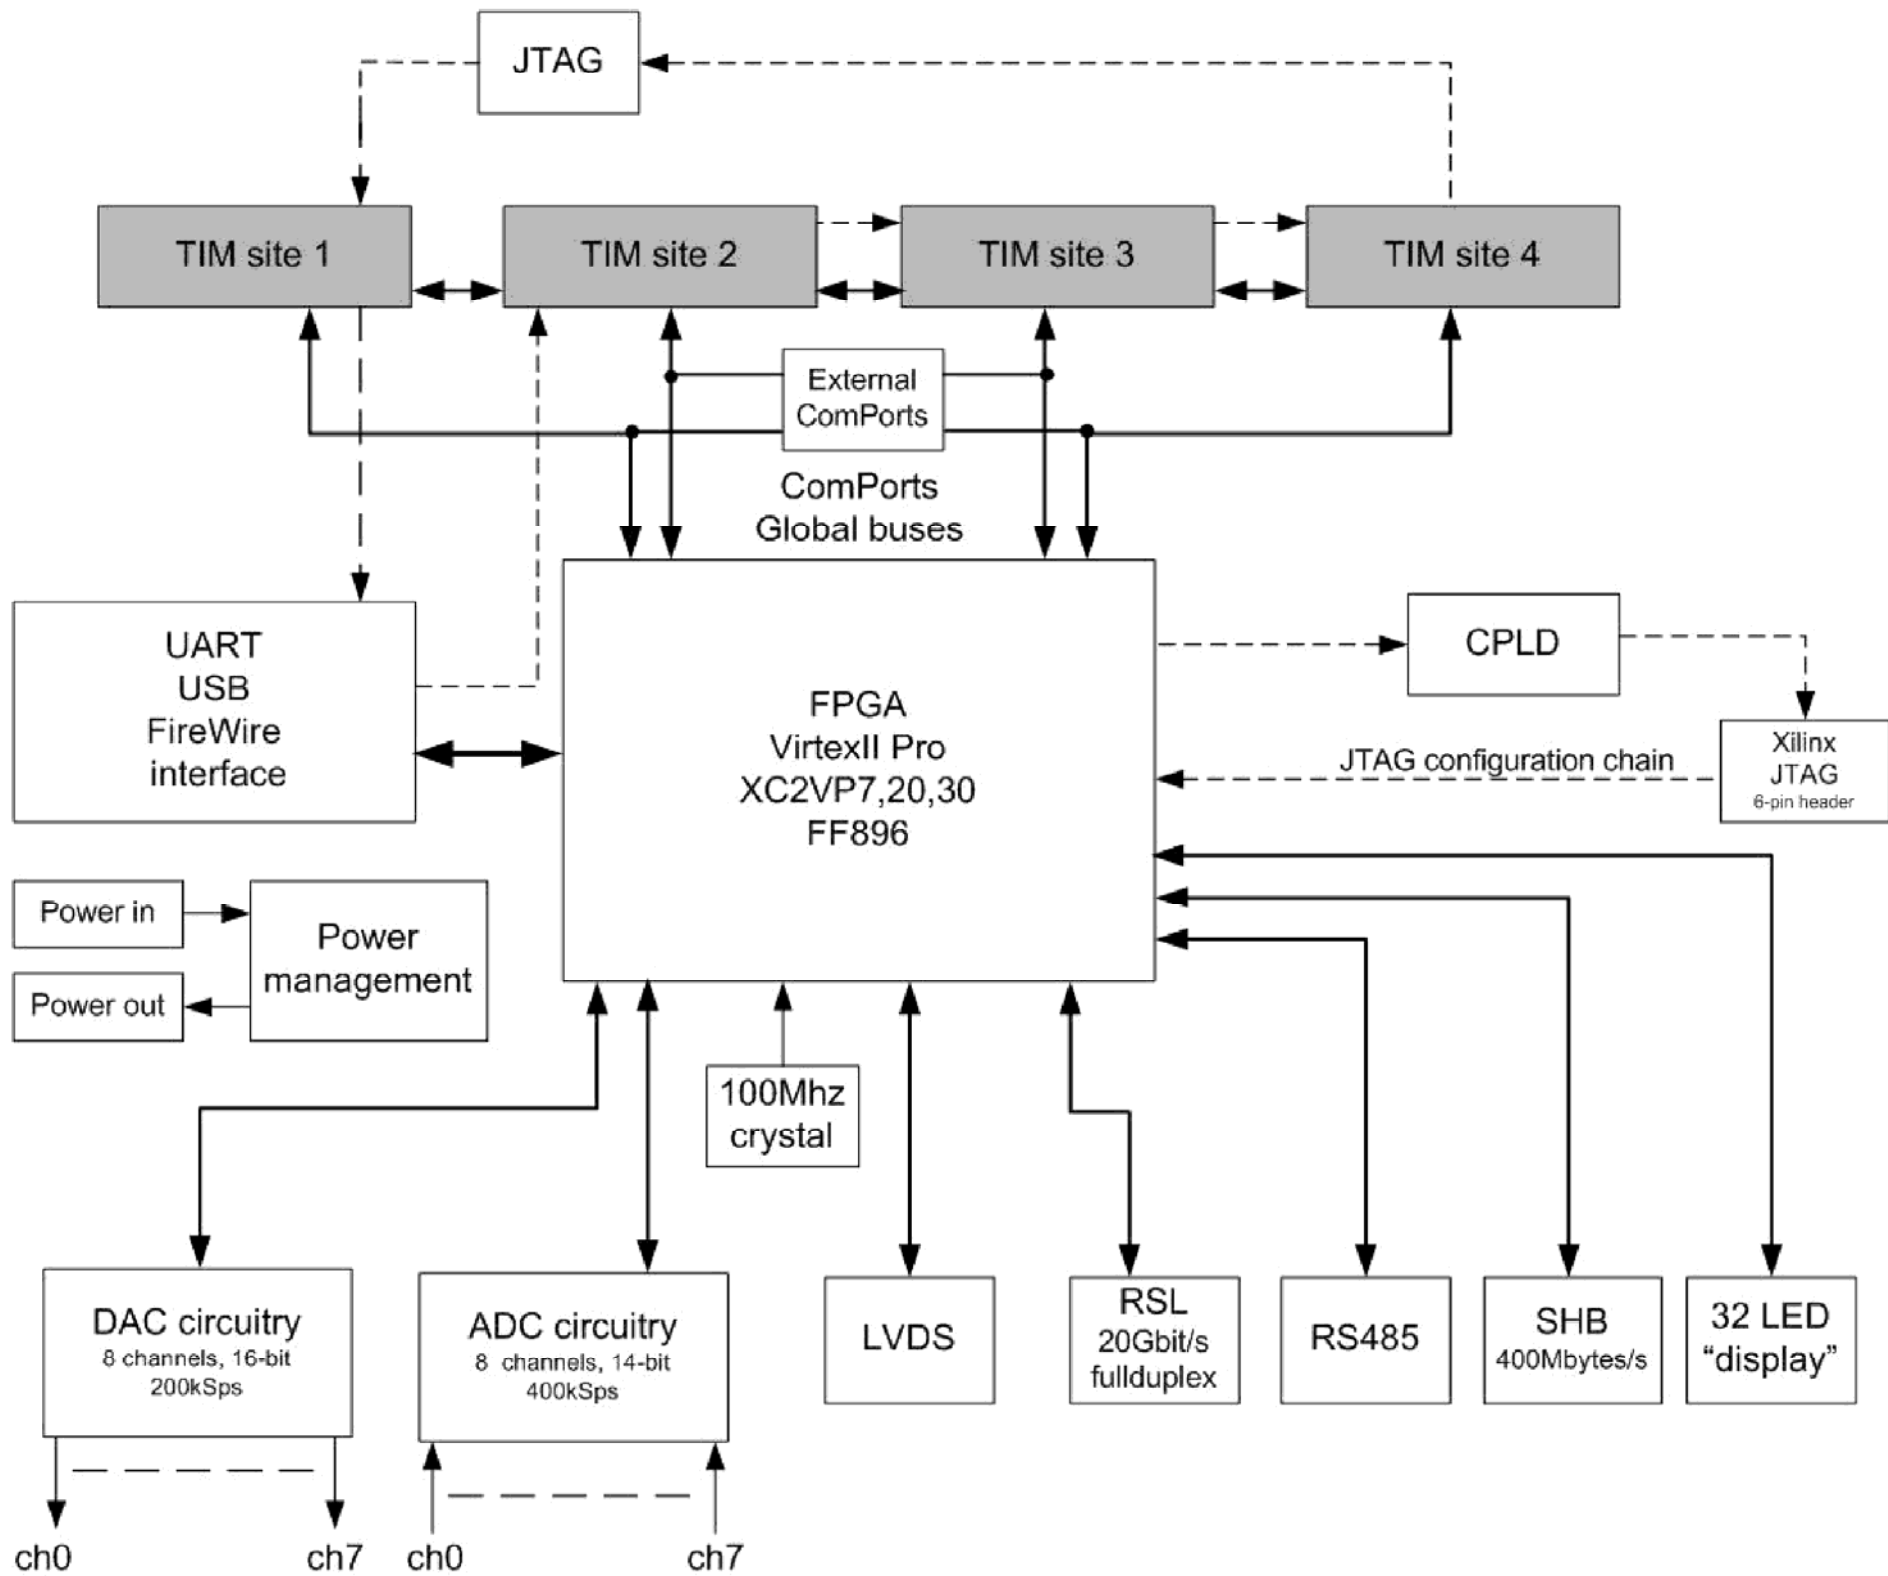 JTAG
TIM site 1
TIM site 2
TIM site 3
TIM site 4
External
ComPorts
ComPorts
Global buses
UART
USB
FireWire
interface
FPGA
VirtexII Pro
XC2VP7,20,30
FF896
CPLD
Xilinx
JTAG
6-pin header
JTAG configuration chain
Power in
Power out
Power
management
100Mhz
crystal
DAC circuitry
8 channels, 16-bit
200kSps
ADC circuitry
8 channels, 14-bit
400kSps
LVDS
RSL
20Gbit/s
fullduplex
RS485
SHB
400Mbytes/s
32 LED
“display”
ch0
ch7
ch0
ch7